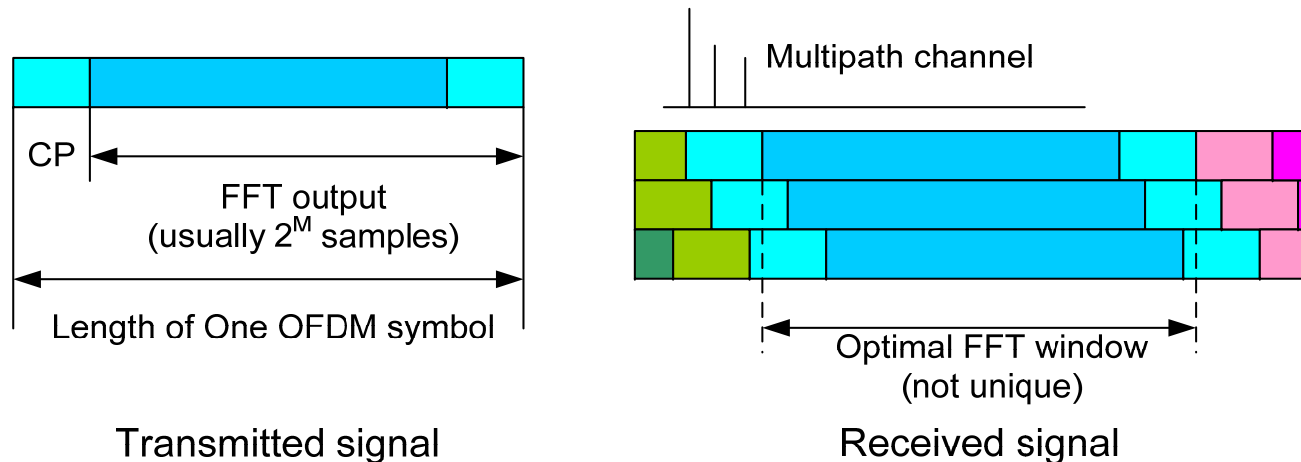 CP
FFT output
(usually 2^M samples)
Length of One OFDM symbol
Transmitted signal
Multipath channel
Optimal FFT window
(not unique)
Received signal